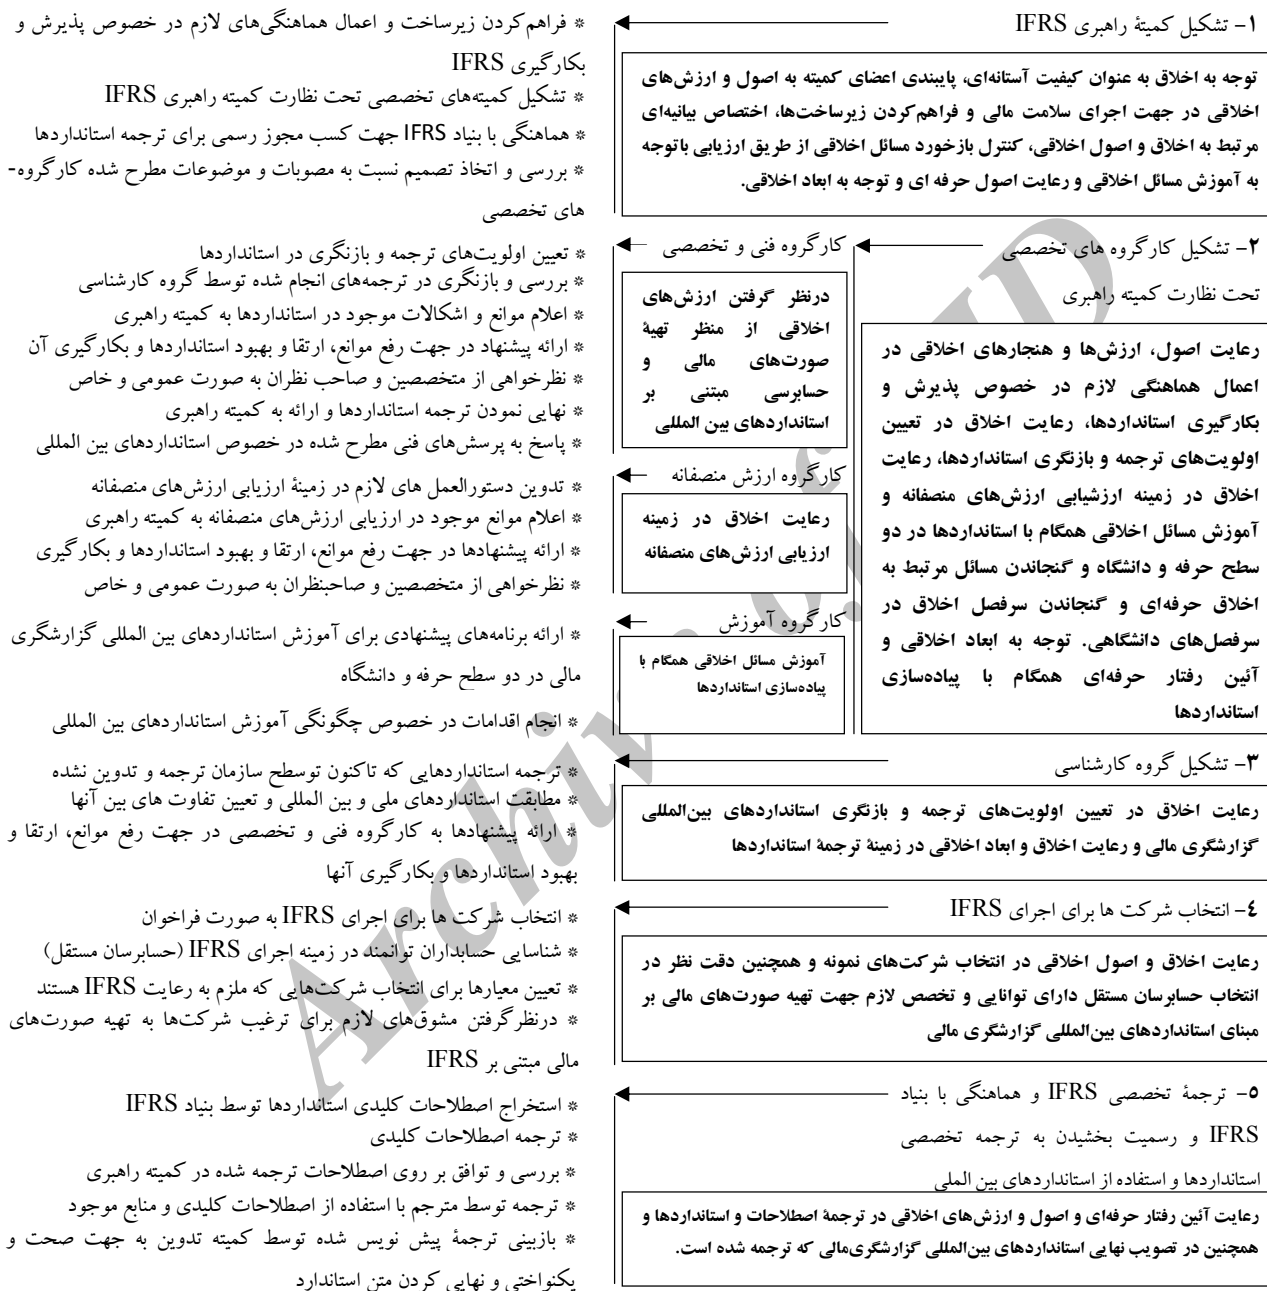 ۱- تشکیل کمیتۀ راهبری IFRS
توجه به اخلاق به عنوان کیفیت آستانه‌ای، پایبندی اعضای کمیته به اصول و ارزش‌های
اخلاقی در جهت اجرای سلامت مالی و فراهم‌کردن زیرساخت‌ها، اختصاص بیانیه‌ای
مرتبط به اخلاق و اصول اخلاقی، کنترل بازخورد مسائل اخلاقی از طریق ارزیابی باتوجه
به آموزش مسائل اخلاقی و رعایت اصول حرفه ای و توجه به ابعاد اخلاقی.
* فراهم‌کردن زیرساخت و اعمال هماهنگی‌های لازم در خصوص پذیرش و
بکارگیری IFRS
* تشکیل کمیته‌های تخصصی تحت نظارت کمیته راهبری IFRS
* هماهنگی با بنیاد IFRS جهت کسب مجوز رسمی برای ترجمه استانداردها
* بررسی و اتخاذ تصمیم نسبت به مصوبات و موضوعات مطرح شده کارگروه-
های تخصصی
۲- تشکیل کارگروه های تخصصی
تحت نظارت کمیته راهبری
رعایت اصول، ارزش‌ها و هنجارهای اخلاقی در
اعمال هماهنگی لازم در خصوص پذیرش و
بکارگیری استانداردها، رعایت اخلاق در تعیین
اولویت‌های ترجمه و بازنگری استانداردها، رعایت
اخلاق در زمینه ارزشیابی ارزش‌های منصفانه و
آموزش مسائل اخلاقی همگام با استانداردها در دو
سطح حرفه و دانشگاه و گنجاندن مسائل مرتبط به
اخلاق حرفه‌ای و گنجاندن سرفصل اخلاق در
سرفصل‌های دانشگاهی. توجه به ابعاد اخلاقی و
آئین رفتار حرفه‌ای همگام با پیاده‌سازی
استانداردها
کارگروه فنی و تخصصی
درنظر گرفتن ارزش‌های
اخلاقی از منظر تهیۀ
صورت‌های مالی و
حسابرسی مبتنی بر
استانداردهای بین المللی
* تعیین اولویت‌های ترجمه و بازنگری در استانداردها
* بررسی و بازنگری در ترجمه‌های انجام شده توسط گروه کارشناسی
* اعلام موانع و اشکالات موجود در استانداردها به کمیته راهبری
* ارائه پیشنهاد در جهت رفع موانع، ارتقا و بهبود استانداردها و بکارگیری آن
* نظرخواهی از متخصصین و صاحب نظران به صورت عمومی و خاص
* نهایی نمودن ترجمه استانداردها و ارائه به کمیته راهبری
* پاسخ به پرسش‌های فنی مطرح شده در خصوص استانداردهای بین المللی
کارگروه ارزش منصفانه
رعایت اخلاق در زمینه
ارزیابی ارزش‌های منصفانه
* تدوین دستورالعمل های لازم در زمینۀ ارزیابی ارزش‌های منصفانه
* اعلام موانع موجود در ارزیابی ارزش‌های منصفانه به کمیته راهبری
* ارائه پیشنهادها در جهت رفع موانع، ارتقا و بهبود استانداردها و بکارگیری
* نظرخواهی از متخصصین و صاحبنظران به صورت عمومی و خاص
کارگروه آموزش
آموزش مسائل اخلاقی همگام با
پیاده‌سازی استانداردها
* ارائه برنامه‌های پیشنهادی برای آموزش استانداردهای بین المللی گزارشگری
مالی در دو سطح حرفه و دانشگاه
* انجام اقدامات در خصوص چگونگی آموزش استانداردهای بین المللی
۳- تشکیل گروه کارشناسی
رعایت اخلاق در تعیین اولویت‌های ترجمه و بازنگری استانداردهای بین‌المللی
گزارشگری مالی و رعایت اخلاق و ابعاد اخلاقی در زمینۀ ترجمۀ استانداردها
* ترجمه استانداردهایی که تاکنون توسطح سازمان ترجمه و تدوین نشده
* مطابقت استانداردهای ملی و بین المللی و تعیین تفاوت های بین آنها
* ارائه پیشنهادها به کارگروه فنی و تخصصی در جهت رفع موانع، ارتقا و
بهبود استانداردها و بکارگیری آنها
٤- انتخاب شرکت ها برای اجرای IFRS
رعایت اخلاق و اصول اخلاقی در انتخاب شرکت‌های نمونه و همچنین دقت نظر در
انتخاب حسابرسان مستقل دارای توانایی و تخصص لازم جهت تهیه صورت‌های مالی بر
مبنای استانداردهای بین‌المللی گزارشگری مالی
* انتخاب شرکت ها برای اجرای IFRS به صورت فراخوان
* شناسایی حسابداران توانمند در زمینه اجرای IFRS (حسابرسان مستقل)
* تعیین معیارها برای انتخاب شرکت‌هایی که ملزم به رعایت IFRS هستند
* درنظرگرفتن مشوق‌های لازم برای ترغیب شرکت‌ها به تهیه صورت‌های
مالی مبتنی بر IFRS
٥- ترجمۀ تخصصی IFRS و هماهنگی با بنیاد
IFRS و رسمیت بخشیدن به ترجمه تخصصی
استانداردها و استفاده از استانداردهای بین الملی
رعایت آئین رفتار حرفه‌ای و اصول و ارزش‌های اخلاقی در ترجمۀ اصطلاحات و استانداردها و
همچنین در تصویب نهایی استانداردهای بین‌المللی گزارشگری‌مالی که ترجمه شده است.
* استخراج اصطلاحات کلیدی استانداردها توسط بنیاد IFRS
* ترجمه اصطلاحات کلیدی
* بررسی و توافق بر روی اصطلاحات ترجمه شده در کمیته راهبری
* ترجمه توسط مترجم با استفاده از اصطلاحات کلیدی و منابع موجود
* بازبینی ترجمۀ پیش نویس شده توسط کمیته تدوین به جهت صحت و
یکنواختی و نهایی کردن متن استاندارد